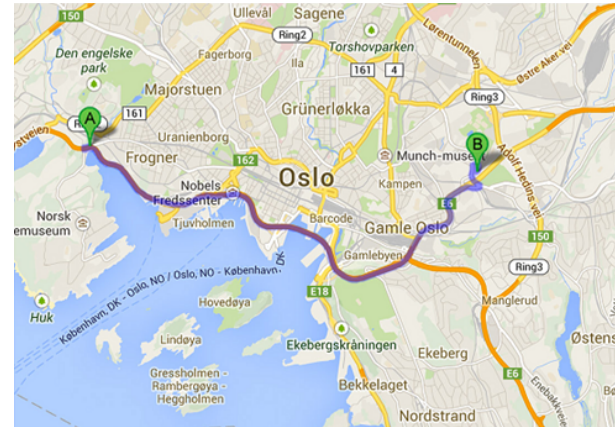 150
Ullevål
Sagene
Ring2
Torshovparken
Lørentunnelen
Østre Aker vei
Den engelske
park
Fagerborg
Ila
161
4
Majorstuen
Ring3
Grünerløkka
161
A
Uranienborg
Munch-museet
B
Adolf Hedins vei
Frogner
162
Oslo
Kampen
Nobels
Fredssenter
E6
Norsk
Barcode
Gamle Oslo
150
Tjuvholmen
Gamlebyen
Ring3
København, DK - Oslo, NO / Oslo, NO - København, DK
E18
Manglerud
Huk
Hovedøya
Lindøya
Ekebergskråningen
Ekeberg
Gressholmen -
Rambergøya -
Heggholmen
Bekkelaget
E6
Enebakkveien
Nordstrand